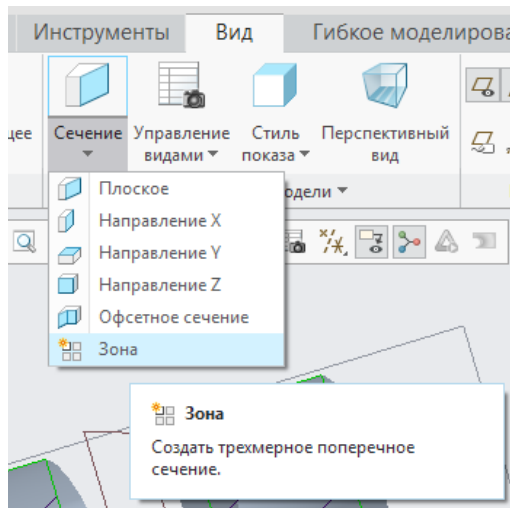 Инструменты Вид Гибкое моделирова
щее Сечение Управление видами Стиль показа Перспективный вид
Плоское
одели
Направление X
Направление Y
Направление Z
Офсетное сечение
Зона
Зона
Создать трехмерное поперечное
сечение.